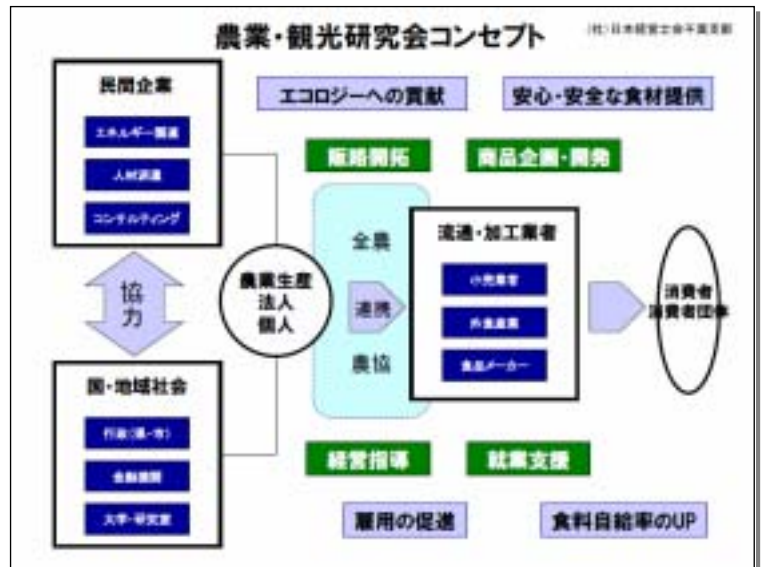 農業・観光研究会コンセプト
(社)日本経営士会千葉支部
民間企業
エネルギー関連
人材派遣
コンサルティング
エコロジーへの貢献
安心・安全な食材提供
販路開拓
商品企画・開発
協力
農業生産
法人
個人
全農
連携
農協
流通・加工業者
小売業者
外食産業
食品メーカー
消費者
消費者団体
国・地域社会
行政(県・市)
金融機関
大学・研究室
経営指導
就業支援
雇用の促進
食料自給率のUP